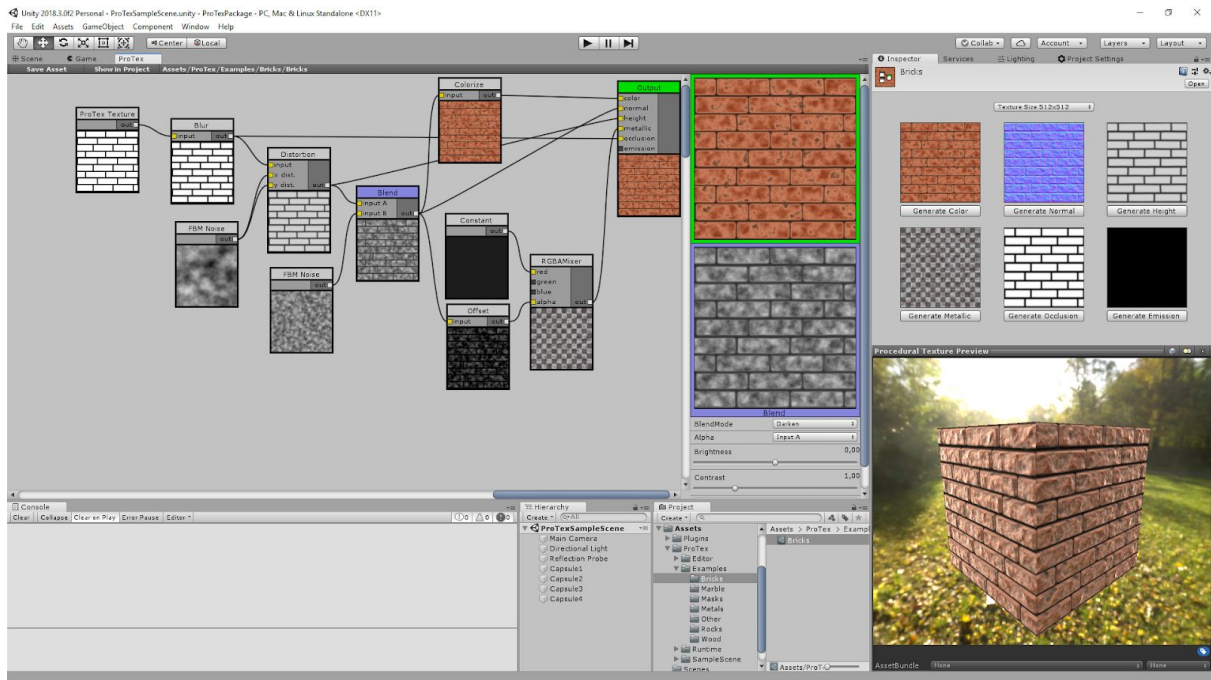 Unity 2018.3.0f2 Personal - ProTexSampleScene.unity - ProTexPackage - PC, Mac & Linux Standalone <DX11>
File Edit Assets GameObject Component Window Help
Center Local
Collab Account Layers Layout
Scene Game ProTex
Save Asset Show in Project Assets/ProTex/Examples/Bricks/Bricks
ProTex Texture
out
Blur
input out
Distortion
input
x dist.
y dist. out
FBM Noise
out
FBM Noise
out
Blend
input A
input B out
Colorize
input out
Constant
out
Offset
input out
RGBAMixer
red
green
blue
alpha out
Output
color
normal
height
metallic
occlusion
emission
Blend
BlendMode Darken
Alpha Input A
Brightness 0,00
Contrast 1,00
Inspector Services Lighting Project Settings
Bricks
Open
Texture Size 512x512
Generate Color Generate Normal Generate Height
Generate Metallic Generate Occlusion Generate Emission
Procedural Texture Preview
AssetBundle None None
Console
Clear Collapse Clear on Play Error Pause Editor
0 0 0
Hierarchy
Create All
ProTexSampleScene
Main Camera
Directional Light
Reflection Probe
Capsule1
Capsule2
Capsule3
Capsule4
Project
Create
Assets
Plugins
ProTex
Editor
Examples
Bricks
Marble
Masks
Metals
Other
Rocks
Wood
Runtime
SampleScene
Scenes
Assets > ProTex > Exampl
Bricks
Assets/ProT